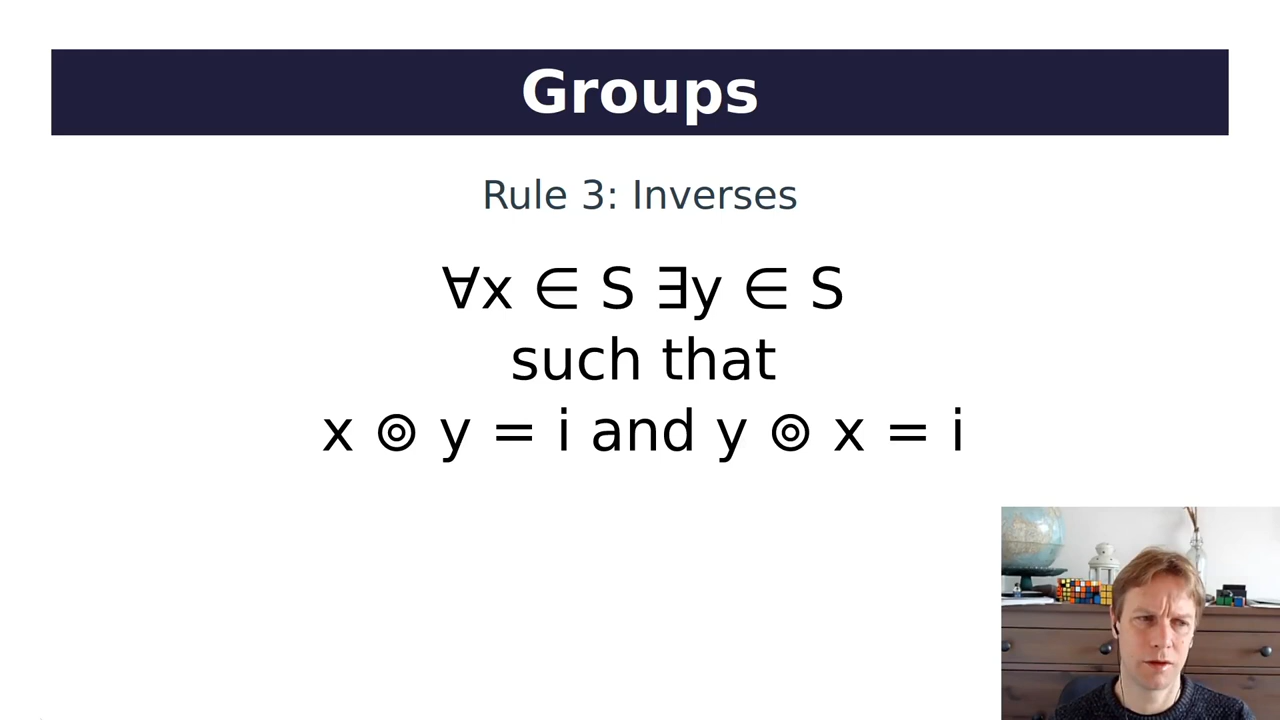 Groups
Rule 3: Inverses
∀x ∈ S ∃y ∈ S
such that
x ⊚ y = i and y ⊚ x = i